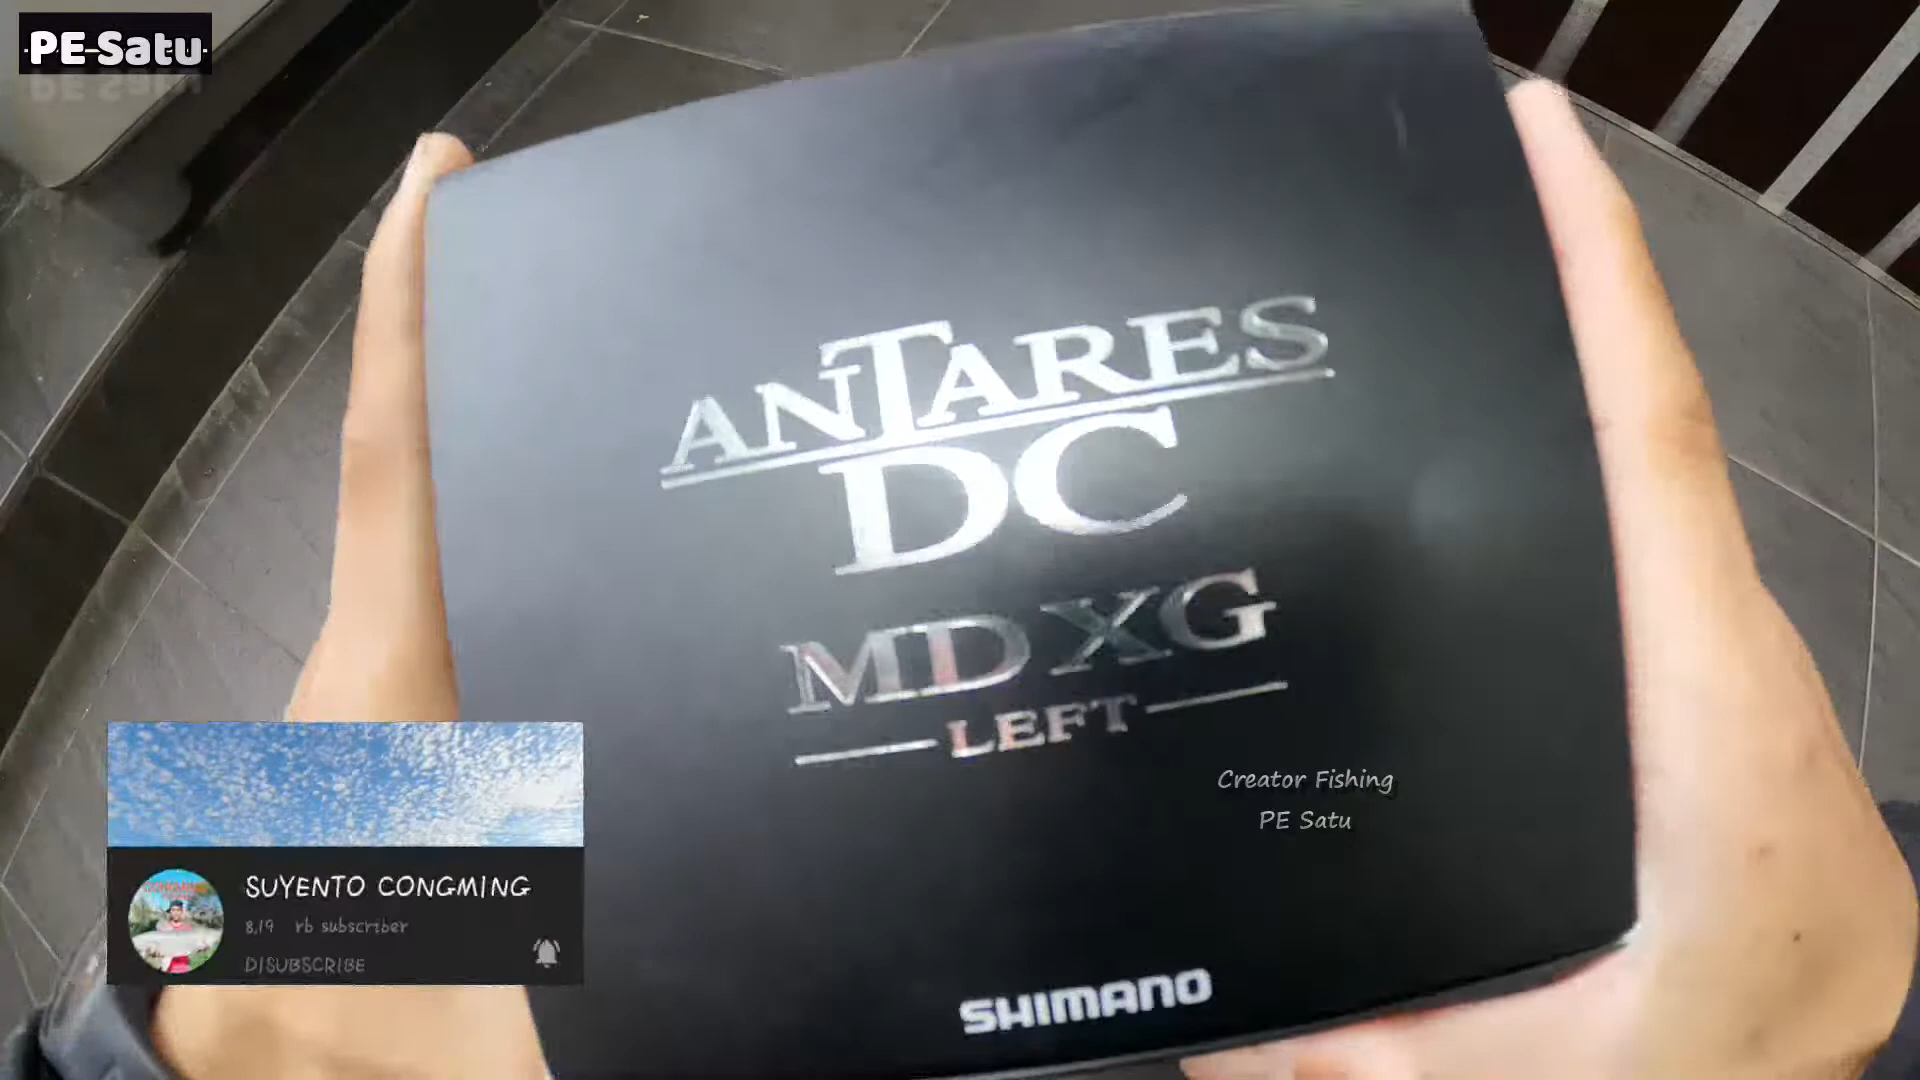 PE Satu
ANTARES
DC
MD XG
LEFT
Creator Fishing
PE Satu
SUYENTO CONGMING
8,19 rb subscriber
DISUBSCRIBE
SHIMANO